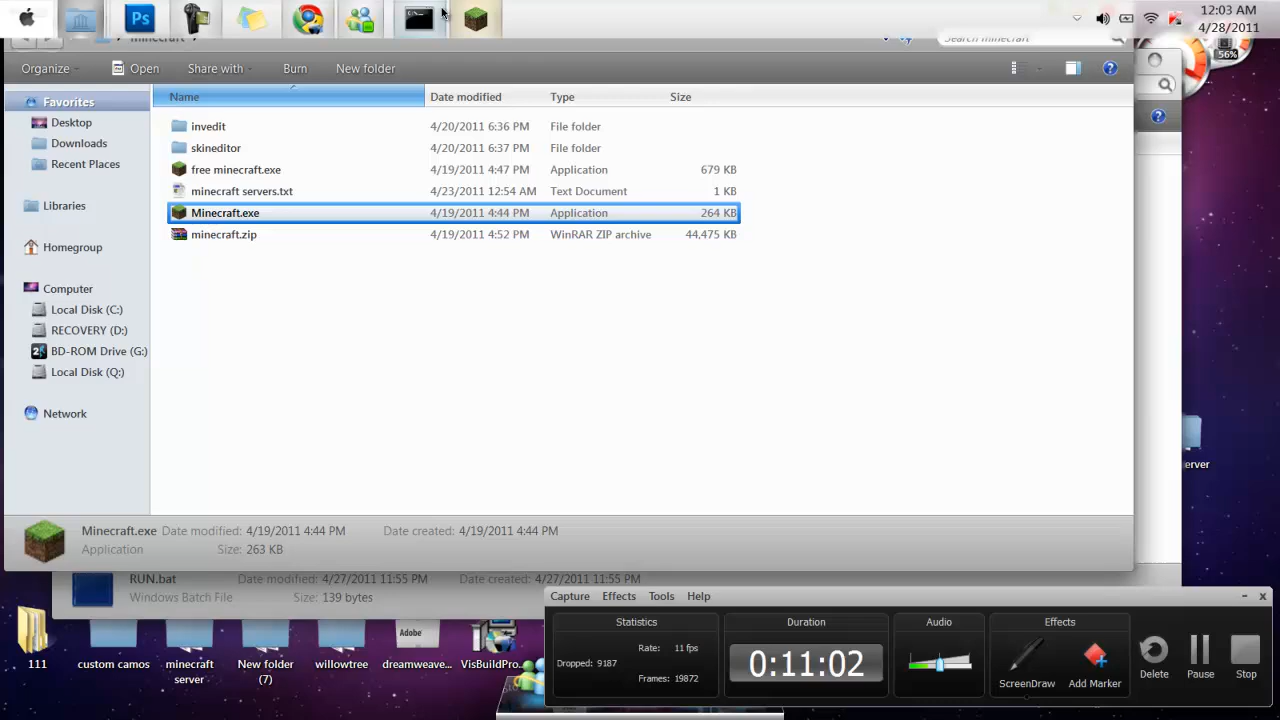 Ps
C:\.
12:03 AM
4/28/2011
minecraft
Search minecraft
56%
Organize Open Share with Burn New folder
Name Date modified Type Size
Favorites
Desktop
Downloads
Recent Places
Libraries
Homegroup
Computer
Local Disk (C:)
RECOVERY (D:)
BD-ROM Drive (G:)
Local Disk (Q:)
Network
invedit 4/20/2011 6:36 PM File folder
skineditor 4/20/2011 6:37 PM File folder
free minecraft.exe 4/19/2011 4:47 PM Application 679 KB
minecraft servers.txt 4/23/2011 12:54 AM Text Document 1 KB
Minecraft.exe 4/19/2011 4:44 PM Application 264 KB
minecraft.zip 4/19/2011 4:52 PM WinRAR ZIP archive 44,475 KB
erver
Minecraft.exe Date modified: 4/19/2011 4:44 PM Date created: 4/19/2011 4:44 PM
Application Size: 263 KB
RUN.bat Date modified: 4/27/2011 11:55 PM Date created: 4/27/2011 11:55 PM
Windows Batch File Size: 139 bytes
Capture Effects Tools Help
Statistics Duration Audio Effects
Dropped: 9187 Rate: 11 fps
Frames: 19872
0:11:02
ScreenDraw Add Marker Delete Pause Stop
Adobe
111 custom camos minecraft server New folder (7) willowtree dreamweave... VisBuildPro...